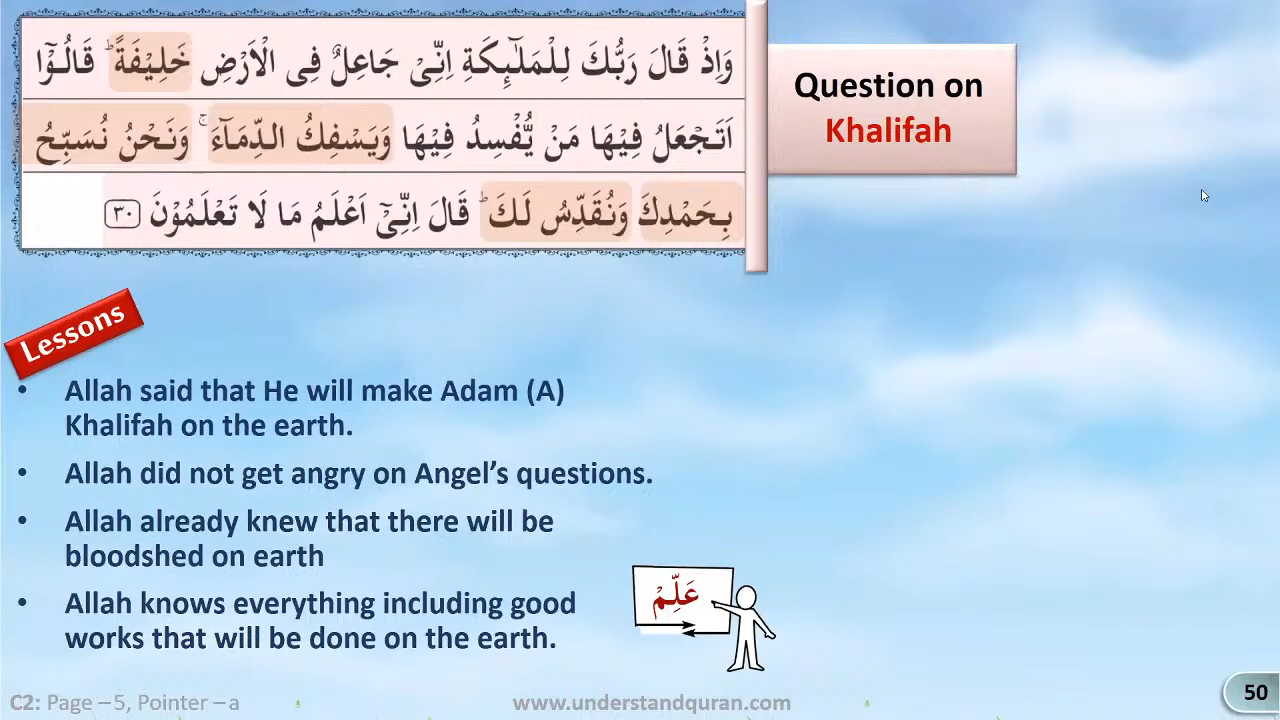 وَاِذْ قَالَ رَبُّكَ لِلْمَلٰٓئِكَةِ اِنِّىْ جَاعِلٌ فِى الْاَرْضِ خَلِيْفَةًؕ قَالُوْٓا
اَتَجْعَلُ فِيْهَا مَنْ يُّفْسِدُ فِيْهَا وَيَسْفِكُ الدِّمَآءَۚ وَنَحْنُ نُسَبِّحُ
بِحَمْدِكَ وَنُقَدِّسُ لَكَؕ قَالَ اِنِّىْٓ اَعْلَمُ مَا لَا تَعْلَمُوْنَ ٣٠
Question on
Khalifah
Lessons
• Allah said that He will make Adam (A)
Khalifah on the earth.
• Allah did not get angry on Angel’s questions.
• Allah already knew that there will be
bloodshed on earth
• Allah knows everything including good
works that will be done on the earth.
عَلِّمْ
C2: Page – 5, Pointer – a
www.understandquran.com
50